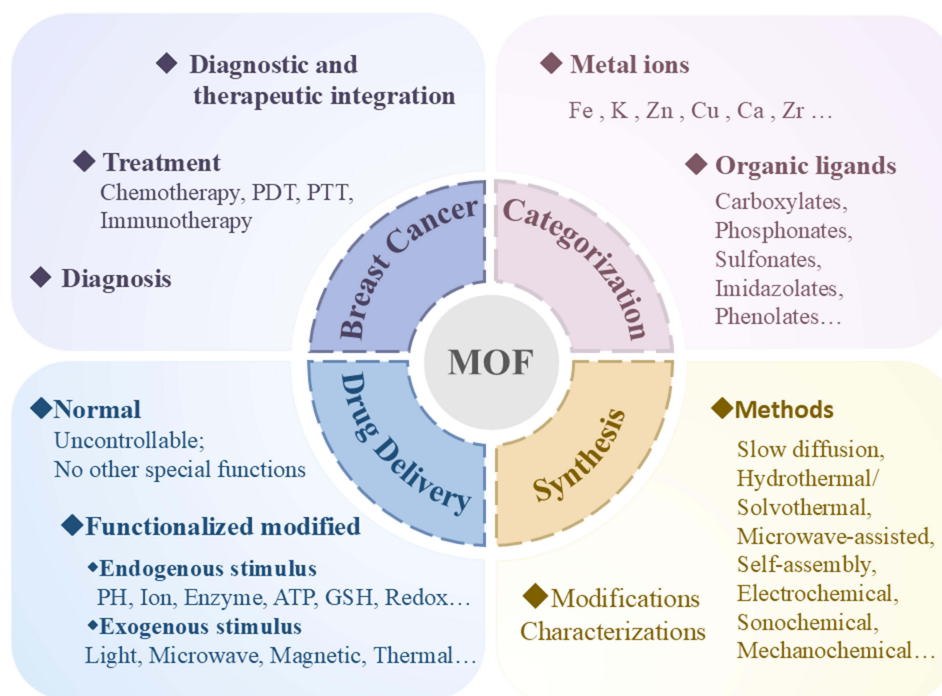 ◆ Diagnostic and
therapeutic integration
◆ Treatment
Chemotherapy, PDT, PTT,
Immunotherapy
◆ Diagnosis
◆ Metal ions
Fe , K , Zn , Cu , Ca , Zr …
◆ Organic ligands
Carboxylates,
Phosphonates,
Sulfonates,
Imidazolates,
Phenolates…
Breast Cancer
Categorization
MOF
Drug Delivery
Synthesis
◆Normal
Uncontrollable;
No other special functions
◆Functionalized modified
◆Endogenous stimulus
PH, Ion, Enzyme, ATP, GSH, Redox…
◆Exogenous stimulus
Light, Microwave, Magnetic, Thermal…
◆Methods
Slow diffusion,
Hydrothermal/
Solvothermal,
Microwave-assisted,
Self-assembly,
Electrochemical,
Sonochemical,
Mechanochemical…
◆Modifications
Characterizations